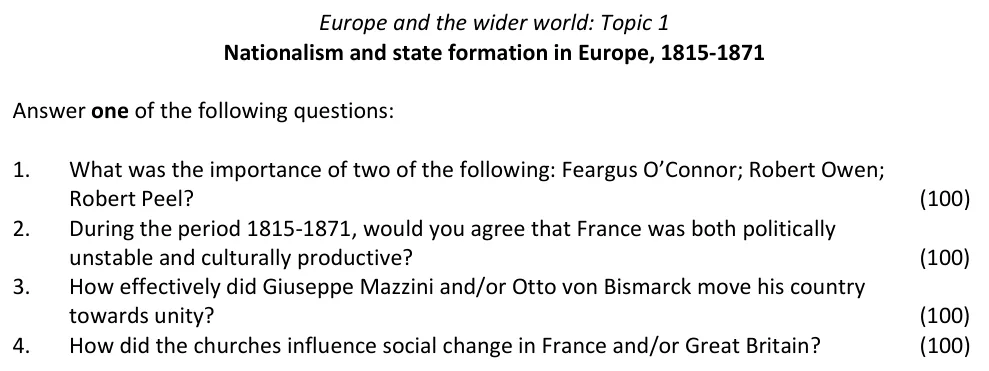 Europe and the wider world: Topic 1
Nationalism and state formation in Europe, 1815-1871
Answer one of the following questions:
1. What was the importance of two of the following: Feargus O’Connor; Robert Owen;
Robert Peel? (100)
2. During the period 1815-1871, would you agree that France was both politically
unstable and culturally productive? (100)
3. How effectively did Giuseppe Mazzini and/or Otto von Bismarck move his country
towards unity? (100)
4. How did the churches influence social change in France and/or Great Britain? (100)